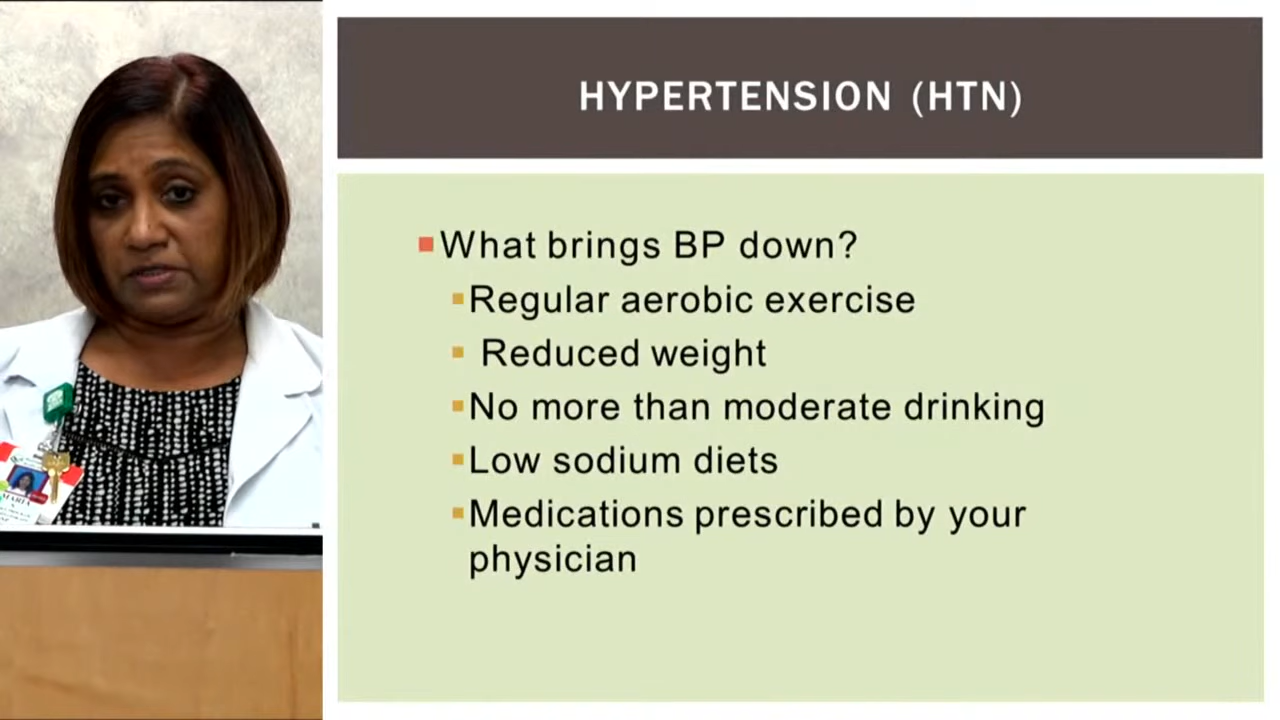 HYPERTENSION (HTN)
What brings BP down?
Regular aerobic exercise
Reduced weight
No more than moderate drinking
Low sodium diets
Medications prescribed by your
physician
MARIA